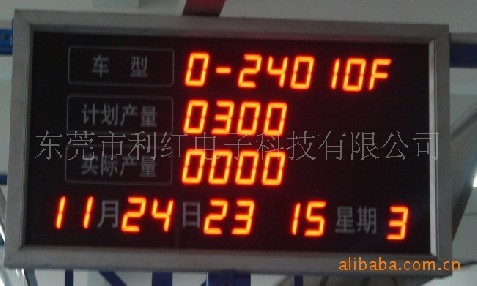 车型 0-24010F
计划产量 0300
东莞市利红电子科技有限公司
实际产量 0000
11月24日23 15星期3
alibaba.com.cn